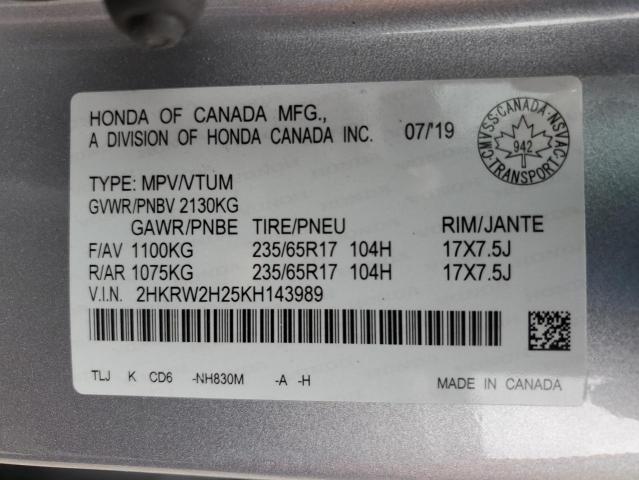 HONDA OF CANADA MFG.,
A DIVISION OF HONDA CANADA INC. 07/'19
CMVSS·CANADA·NSVAC
942
TRANSPORT
TYPE: MPV/VTUM
GVWR/PNBV 2130KG
GAWR/PNBE TIRE/PNEU RIM/JANTE
F/AV 1100KG 235/65R17 104H 17X7.5J
R/AR 1075KG 235/65R17 104H 17X7.5J
V.I.N. 2HKRW2H25KH143989
TLJ K CD6 -NH830M -A -H MADE IN CANADA